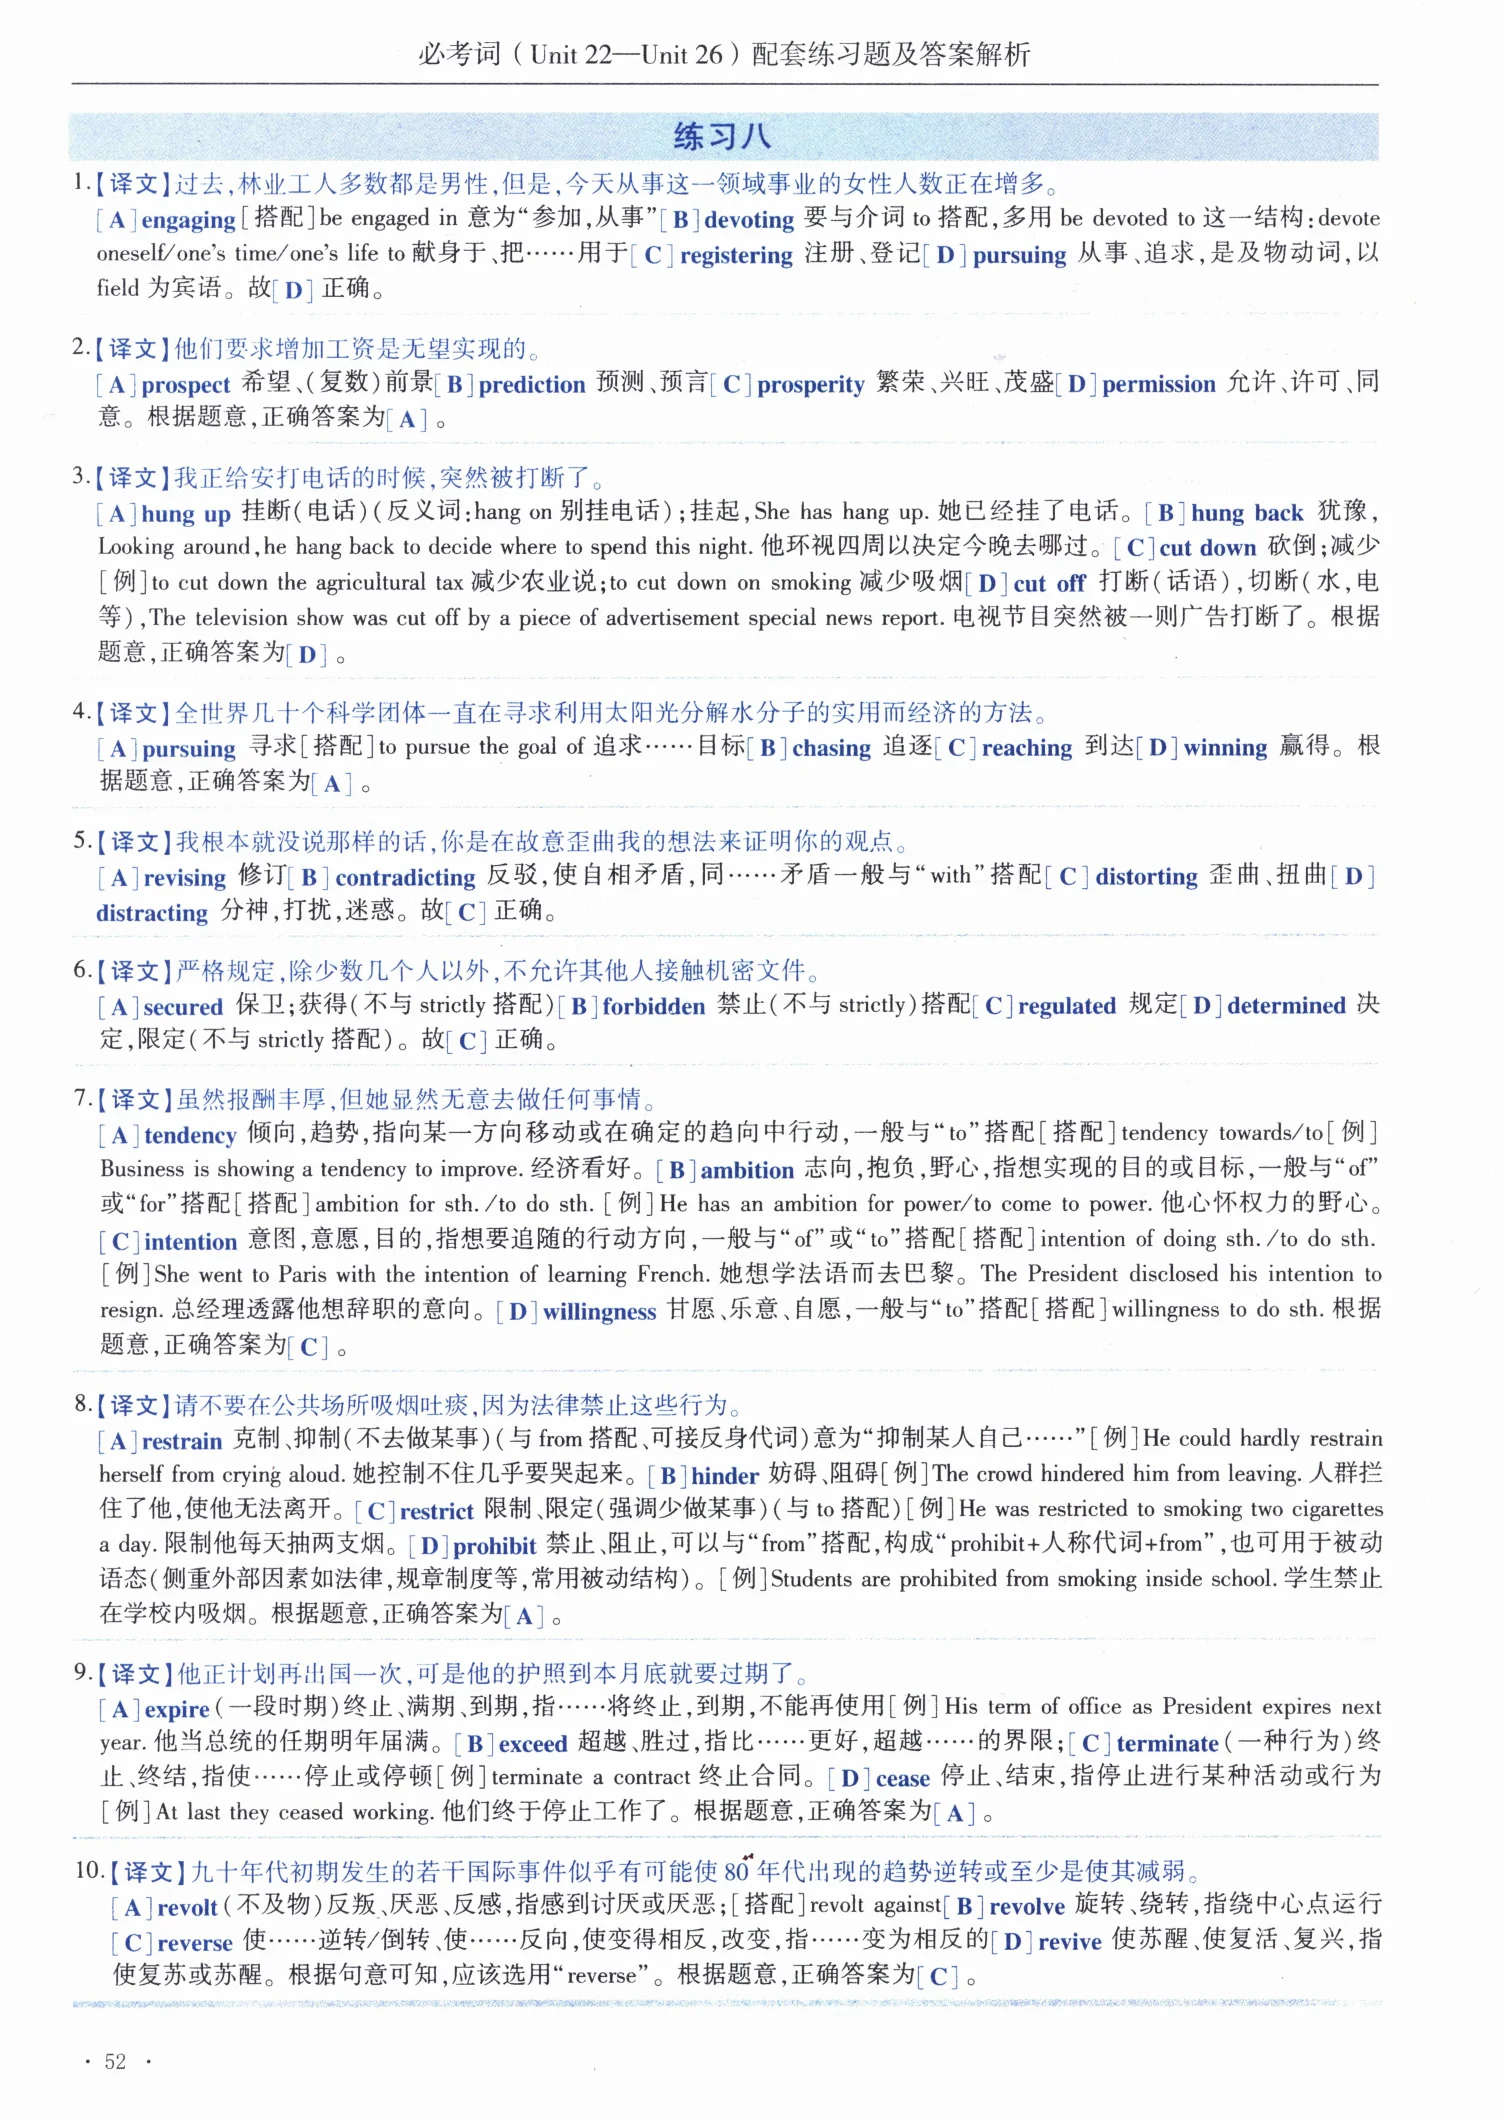 必考词（Unit 22—Unit 26）配套练习题及答案解析
练习八
1.【译文】过去,林业工人多数都是男性,但是,今天从事这一领域事业的女性人数正在增多。
[A]engaging[搭配]be engaged in 意为“参加,从事”[B]devoting 要与介词 to 搭配,多用 be devoted to 这一结构:devote
oneself/one's time/one's life to 献身于、把……用于[C]registering 注册、登记[D]pursuing 从事、追求,是及物动词,以
field 为宾语。故[D]正确。
2.【译文】他们要求增加工资是无望实现的。
[A]prospect 希望、(复数)前景[B]prediction 预测、预言[C]prosperity 繁荣、兴旺、茂盛[D]permission 允许、许可、同
意。根据题意,正确答案为[A]。
3.【译文】我正给安打电话的时候,突然被打断了。
[A]hung up 挂断(电话)(反义词:hang on 别挂电话);挂起,She has hang up. 她已经挂了电话。[B]hung back 犹豫,
Looking around,he hang back to decide where to spend this night. 他环视四周以决定今晚去哪过。[C]cut down 砍倒;减少
[例]to cut down the agricultural tax 减少农业说;to cut down on smoking 减少吸烟[D]cut off 打断(话语),切断(水,电
等),The television show was cut off by a piece of advertisement special news report. 电视节目突然被一则广告打断了。根据
题意,正确答案为[D]。
4.【译文】全世界几十个科学团体一直在寻求利用太阳光分解水分子的实用而经济的方法。
[A]pursuing 寻求[搭配]to pursue the goal of 追求……目标[B]chasing 追逐[C]reaching 到达[D]winning 赢得。根
据题意,正确答案为[A]。
5.【译文】我根本就没说那样的话,你是在故意歪曲我的想法来证明你的观点。
[A]revising 修订[B]contradicting 反驳,使自相矛盾,同……矛盾一般与“with”搭配[C]distorting 歪曲、扭曲[D]
distracting 分神,打扰,迷惑。故[C]正确。
6.【译文】严格规定,除少数几个人以外,不允许其他人接触机密文件。
[A]secured 保卫;获得(不与 strictly 搭配)[B]forbidden 禁止(不与 strictly)搭配[C]regulated 规定[D]determined 决
定,限定(不与 strictly 搭配)。故[C]正确。
7.【译文】虽然报酬丰厚,但她显然无意去做任何事情。
[A]tendency 倾向,趋势,指向某一方向移动或在确定的趋向中行动,一般与“to”搭配[搭配]tendency towards/to[例]
Business is showing a tendency to improve. 经济看好。[B]ambition 志向,抱负,野心,指想实现的目的或目标,一般与“of”
或“for”搭配[搭配]ambition for sth./to do sth. [例]He has an ambition for power/to come to power. 他心怀权力的野心。
[C]intention 意图,意愿,目的,指想要追随的行动方向,一般与“of”或“to”搭配[搭配]intention of doing sth./to do sth.
[例]She went to Paris with the intention of learning French. 她想学法语而去巴黎。The President disclosed his intention to
resign. 总经理透露他想辞职的意向。[D]willingness 甘愿、乐意、自愿,一般与“to”搭配[搭配]willingness to do sth. 根据
题意,正确答案为[C]。
8.【译文】请不要在公共场所吸烟吐痰,因为法律禁止这些行为。
[A]restrain 克制、抑制(不去做某事)(与 from 搭配、可接反身代词)意为“抑制某人自己……”[例]He could hardly restrain
herself from crying aloud. 她控制不住几乎要哭起来。[B]hinder 妨碍、阻碍[例]The crowd hindered him from leaving. 人群拦
住了他,使他无法离开。[C]restrict 限制、限定(强调少做某事)(与 to 搭配)[例]He was restricted to smoking two cigarettes
a day. 限制他每天抽两支烟。[D]prohibit 禁止、阻止,可以与“from”搭配,构成“prohibit+人称代词+from”,也可用于被动
语态(侧重外部因素如法律,规章制度等,常用被动结构)。[例]Students are prohibited from smoking inside school. 学生禁止
在学校内吸烟。根据题意,正确答案为[A]。
9.【译文】他正计划再出国一次,可是他的护照到本月底就要过期了。
[A]expire(一段时期)终止、满期、到期,指……将终止,到期,不能再使用[例]His term of office as President expires next
year. 他当总统的任期明年届满。[B]exceed 超越、胜过,指比……更好,超越……的界限;[C]terminate(一种行为)终
止、终结,指使……停止或停顿[例]terminate a contract 终止合同。[D]cease 停止、结束,指停止进行某种活动或行为
[例]At last they ceased working. 他们终于停止工作了。根据题意,正确答案为[A]。
10.【译文】九十年代初期发生的若干国际事件似乎有可能使 80 年代出现的趋势逆转或至少是使其减弱。
[A]revolt(不及物)反叛、厌恶、反感,指感到讨厌或厌恶;[搭配]revolt against[B]revolve 旋转、绕转,指绕中心点运行
[C]reverse 使……逆转/倒转、使……反向,使变得相反,改变,指……变为相反的[D]revive 使苏醒、使复活、复兴,指
使复苏或苏醒。根据句意可知,应该选用“reverse”。根据题意,正确答案为[C]。
· 52 ·